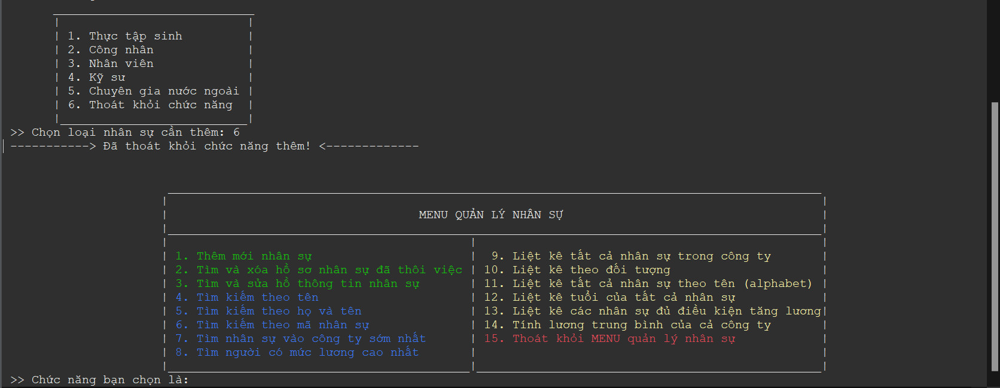 1. Thực tập sinh
2. Công nhân
3. Nhân viên
4. Kỹ sư
5. Chuyên gia nước ngoài
6. Thoát khỏi chức năng
>> Chọn loại nhân sự cần thêm: 6
-----------> Đã thoát khỏi chức năng thêm! <-------------
MENU QUẢN LÝ NHÂN SỰ
1. Thêm mới nhân sự | 9. Liệt kê tất cả nhân sự trong công ty
2. Tìm và xóa hồ sơ nhân sự đã thôi việc | 10. Liệt kê theo đối tượng
3. Tìm và sửa hồ thông tin nhân sự | 11. Liệt kê tất cả nhân sự theo tên (alphabet)
4. Tìm kiếm theo tên | 12. Liệt kê tuổi của tất cả nhân sự
5. Tìm kiếm theo họ và tên | 13. Liệt kê các nhân sự đủ điều kiện tăng lương
6. Tìm kiếm theo mã nhân sự | 14. Tính lương trung bình của cả công ty
7. Tìm nhân sự vào công ty sớm nhất | 15. Thoát khỏi MENU quản lý nhân sự
8. Tìm người có mức lương cao nhất
>> Chức năng bạn chọn là: